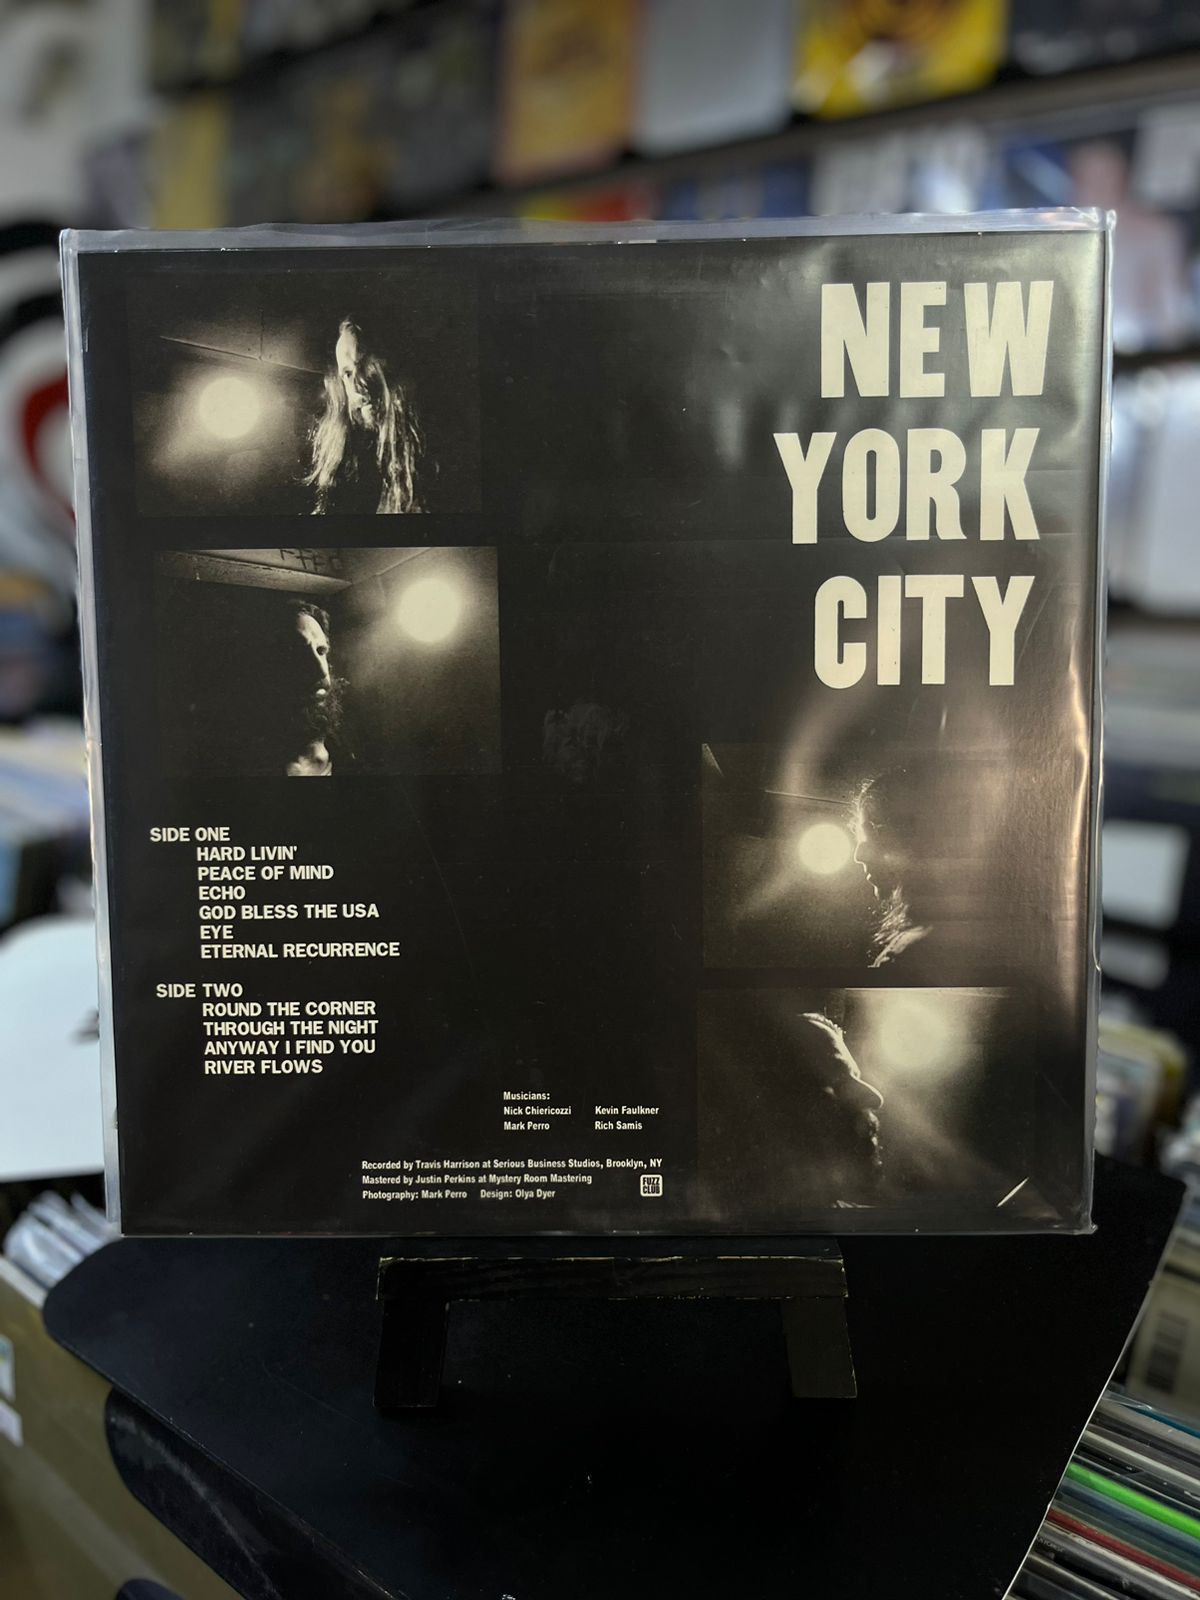 NEW
YORK
CITY
SIDE ONE
HARD LIVIN'
PEACE OF MIND
ECHO
GOD BLESS THE USA
EYE
ETERNAL RECURRENCE
SIDE TWO
ROUND THE CORNER
THROUGH THE NIGHT
ANYWAY I FIND YOU
RIVER FLOWS
Musicians:
Nick Chiericozzi Kevin Faulkner
Mark Perro Rich Samis
Recorded by Travis Harrison at Serious Business Studios, Brooklyn, NY
Mastered by Justin Perkins at Mystery Room Mastering
Photography: Mark Perro Design: Olya Dyer
FUZZ
CLUB